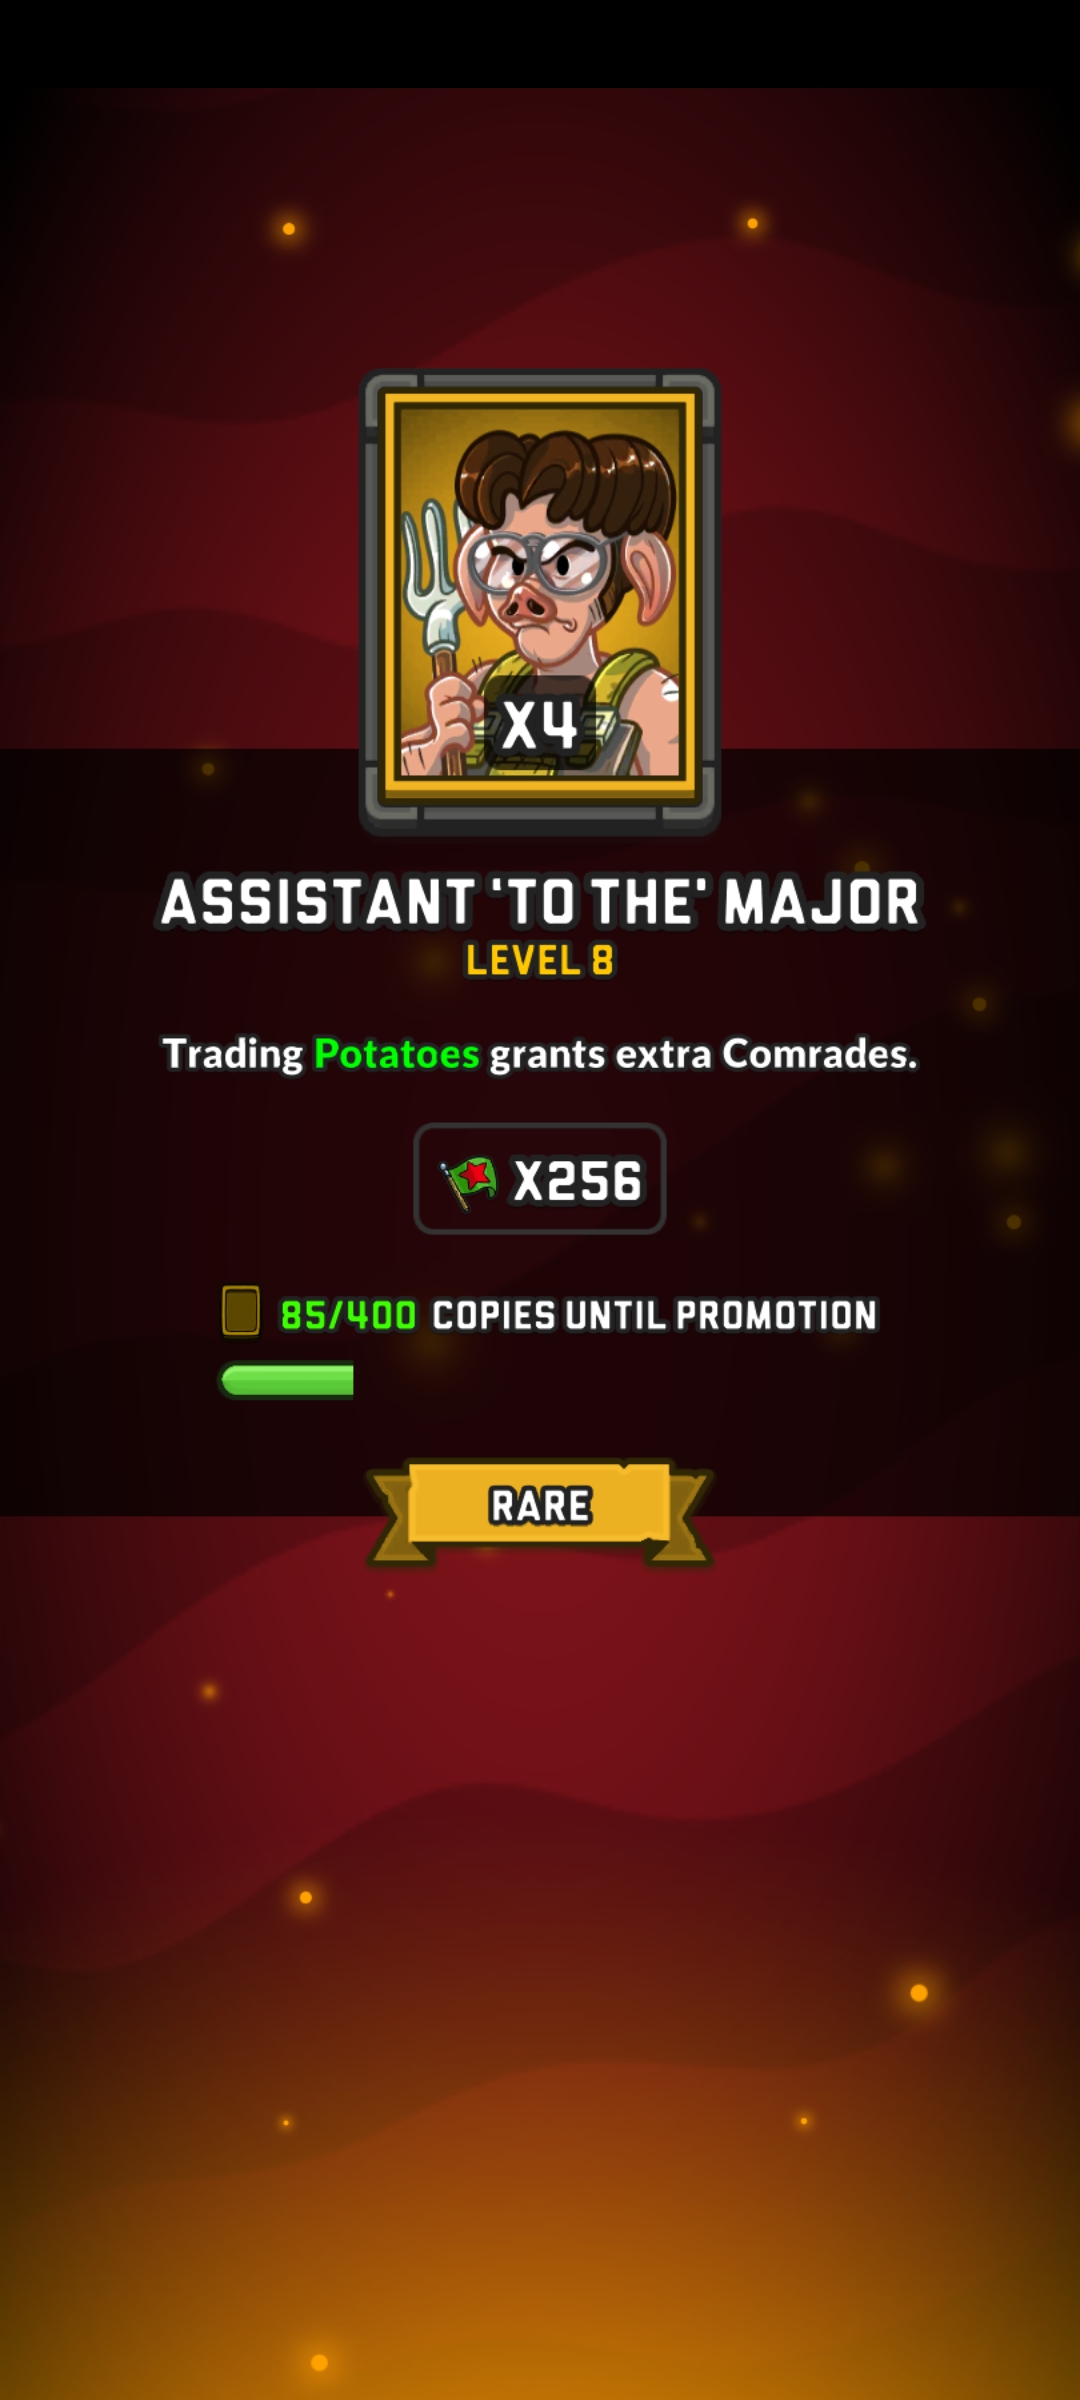 X4
ASSISTANT 'TO THE' MAJOR
LEVEL 8
Trading Potatoes grants extra Comrades.
X256
85/400 COPIES UNTIL PROMOTION
RARE